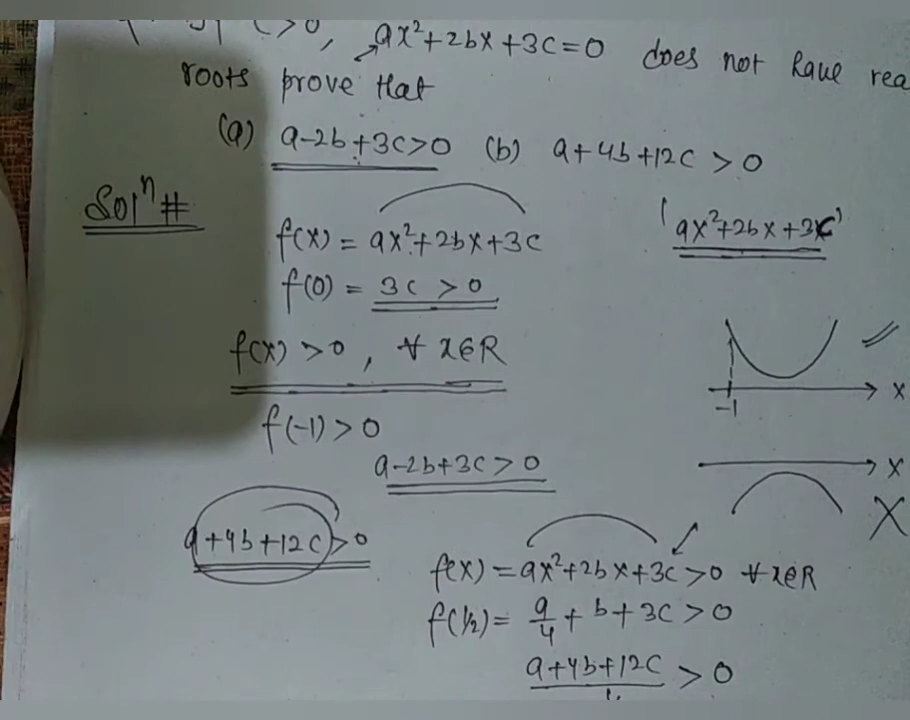 c>0, ax²+2bx+3c=0 does not have rea
roots prove that
(a) a-2b+3c>0 (b) a+4b+12c>0
Solⁿ#
f(x) = ax²+2bx+3c
ax²+2bx+3c
f(0) = 3c >0
f(x) >0, ∀ x∈R
x
-1
f(-1) >0
a-2b+3c>0
x
a+4b+12c>0
f(x) = ax²+2bx+3c>0 ∀ x∈R
f(1/2) = a/4 + b+3c>0
a+4b+12c/4 >0